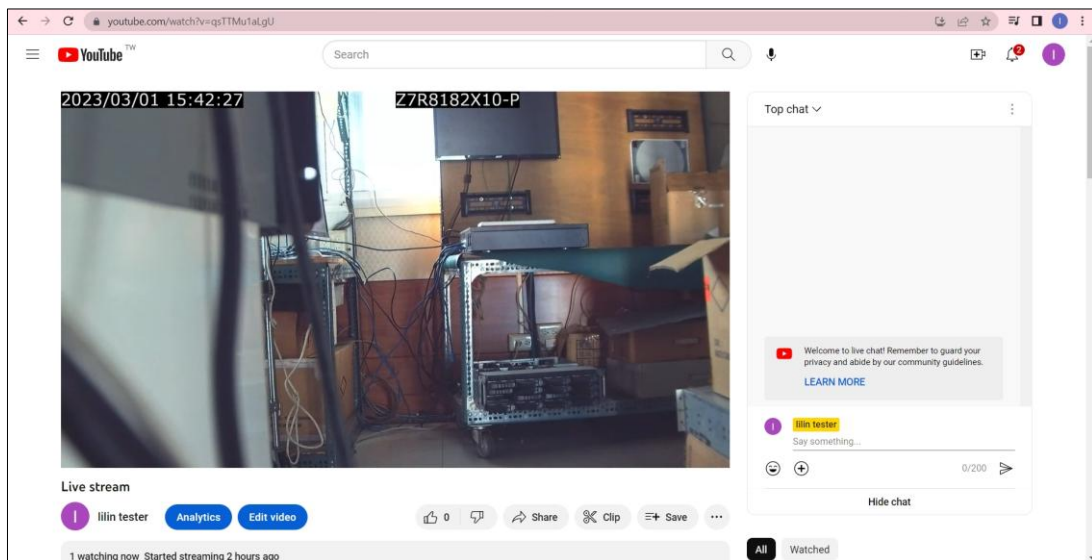 youtube.com/watch?v=qsTTMu1aLgU
YouTube TW
Search
2
2023/03/01 15:42:27 Z7R8182X10-P
Top chat
Welcome to live chat! Remember to guard your
privacy and abide by our community guidelines.
LEARN MORE
lilin tester
Say something...
0/200
Hide chat
Live stream
lilin tester
Analytics
Edit video
0
Share
Clip
Save
1 watching now Started streaming 2 hours ago
All
Watched